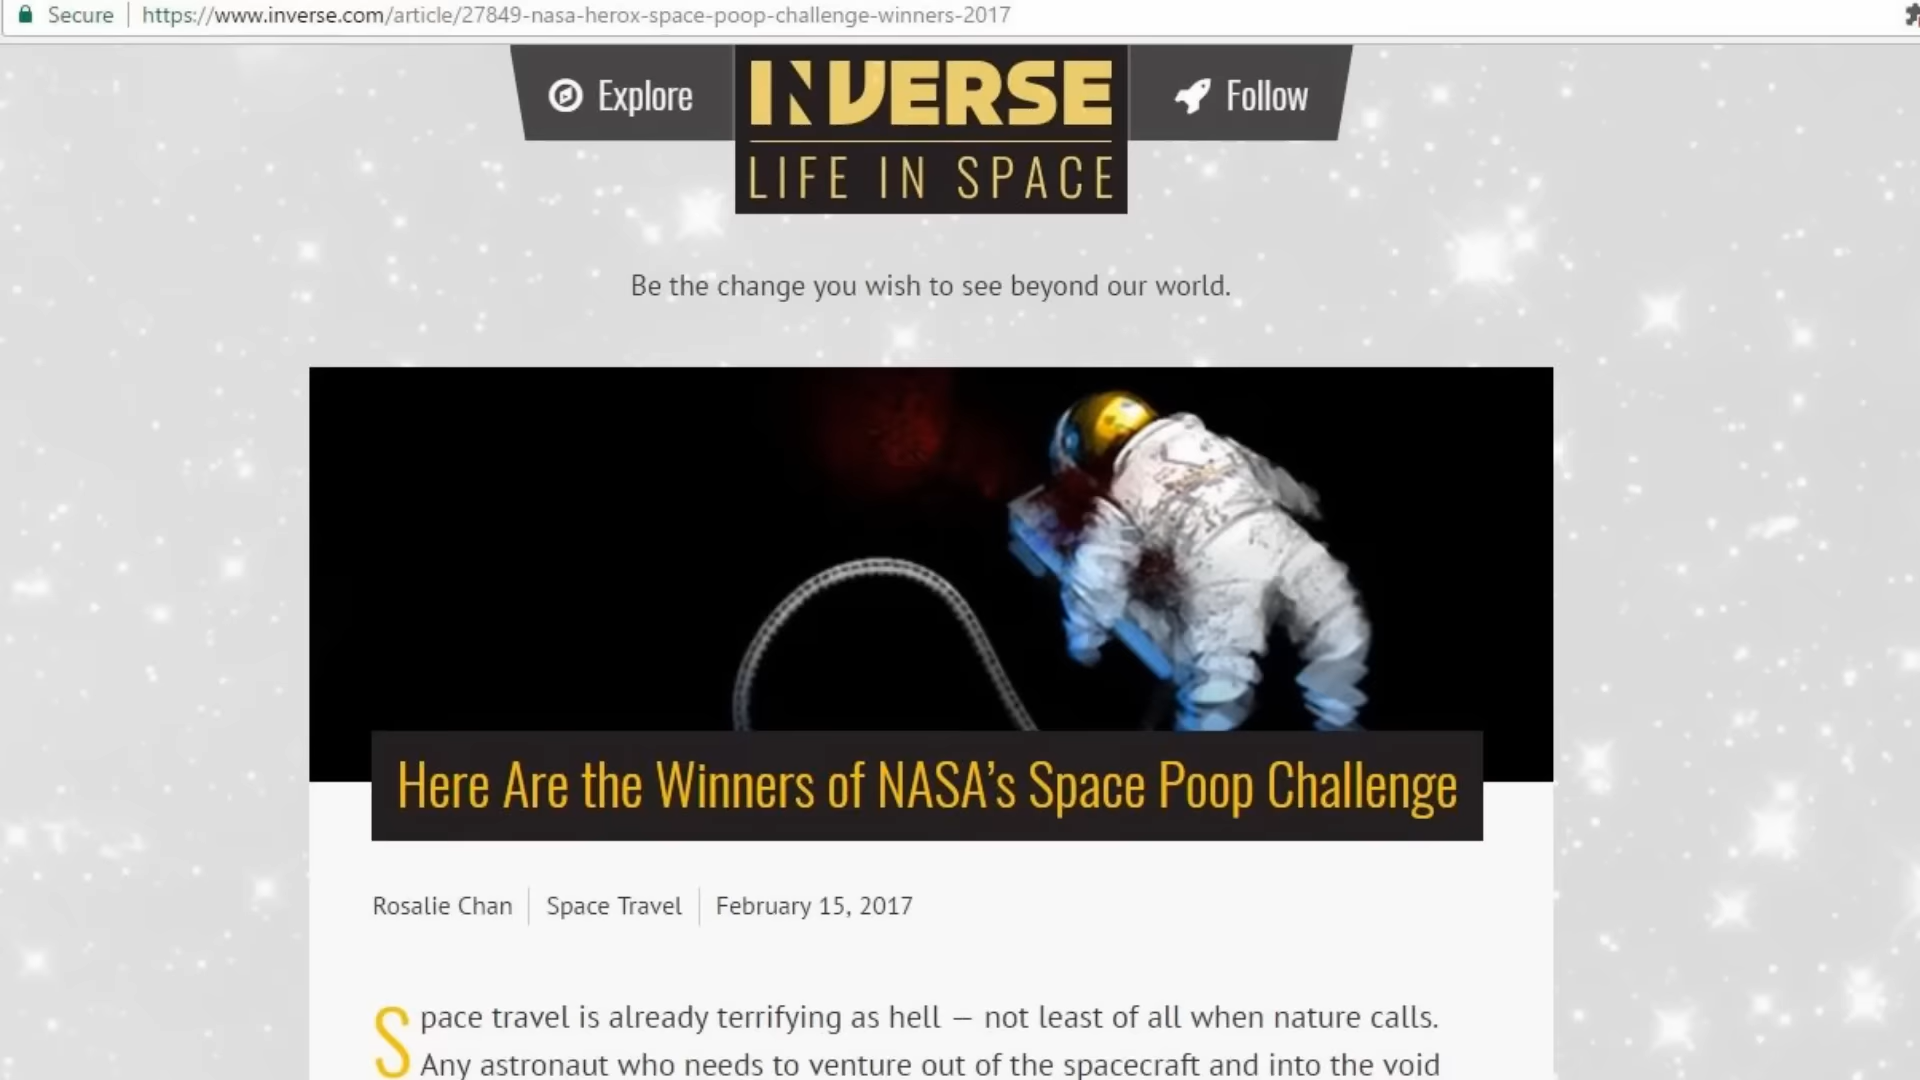 Secure https://www.inverse.com/article/27849-nasa-herox-space-poop-challenge-winners-2017
Explore
INVERSE
LIFE IN SPACE
Follow
Be the change you wish to see beyond our world.
Here Are the Winners of NASA’s Space Poop Challenge
Rosalie Chan Space Travel February 15, 2017
Space travel is already terrifying as hell — not least of all when nature calls.
Any astronaut who needs to venture out of the spacecraft and into the void